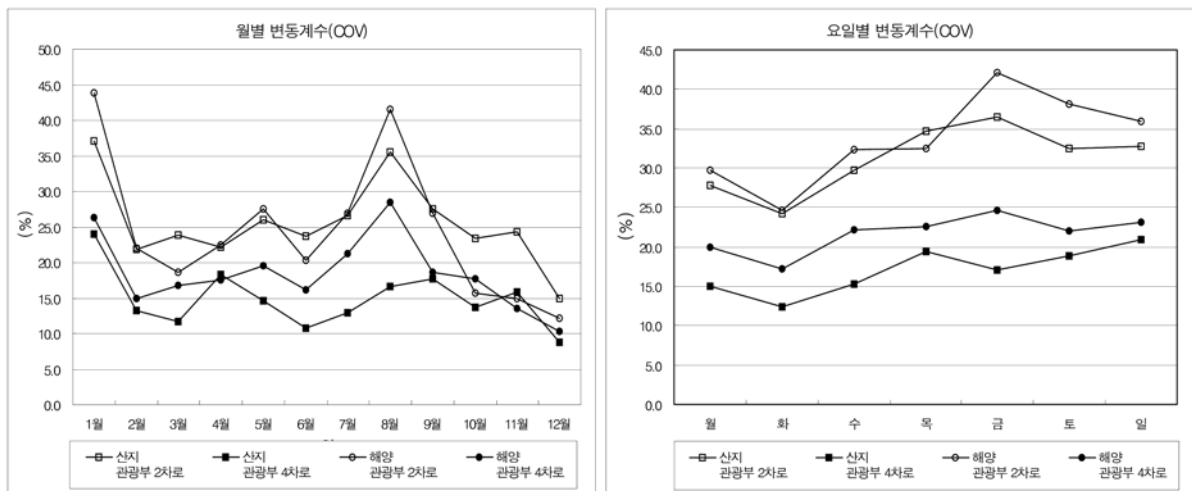 월별 변동계수(COV)
50.0
45.0
40.0
35.0
30.0
25.0
20.0
15.0
10.0
5.0
0.0
(%)
1월 2월 3월 4월 5월 6월 7월 8월 9월 10월 11월 12월
산지 관광부 2차로
산지 관광부 4차로
해양 관광부 2차로
해양 관광부 4차로
요일별 변동계수(COV)
45.0
40.0
35.0
30.0
25.0
20.0
15.0
10.0
5.0
0.0
(%)
월 화 수 목 금 토 일
산지 관광부 2차로
산지 관광부 4차로
해양 관광부 2차로
해양 관광부 4차로